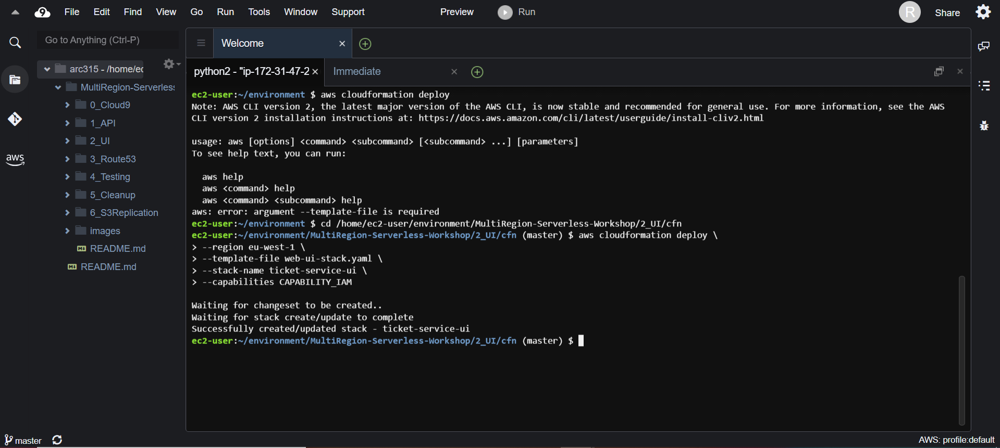 File Edit Find View Go Run Tools Window Support Preview Run R Share
Go to Anything (Ctrl-P)
Welcome
arc315 - /home/ec
python2 - "ip-172-31-47-2
Immediate
MultiRegion-Serverless
0_Cloud9
1_API
2_UI
3_Route53
4_Testing
5_Cleanup
6_S3Replication
images
README.md
README.md
aws
ec2-user:~/environment $ aws cloudformation deploy
Note: AWS CLI version 2, the latest major version of the AWS CLI, is now stable and recommended for general use. For more information, see the AWS
CLI version 2 installation instructions at: https://docs.aws.amazon.com/cli/latest/userguide/install-cliv2.html
usage: aws [options] <command> <subcommand> [<subcommand> ...] [parameters]
To see help text, you can run:
aws help
aws <command> help
aws <command> <subcommand> help
aws: error: argument --template-file is required
ec2-user:~/environment $ cd /home/ec2-user/environment/MultiRegion-Serverless-Workshop/2_UI/cfn
ec2-user:~/environment/MultiRegion-Serverless-Workshop/2_UI/cfn (master) $ aws cloudformation deploy \
> --region eu-west-1 \
> --template-file web-ui-stack.yaml \
> --stack-name ticket-service-ui \
> --capabilities CAPABILITY_IAM
Waiting for changeset to be created..
Waiting for stack create/update to complete
Successfully created/updated stack - ticket-service-ui
ec2-user:~/environment/MultiRegion-Serverless-Workshop/2_UI/cfn (master) $
master
AWS: profile:default